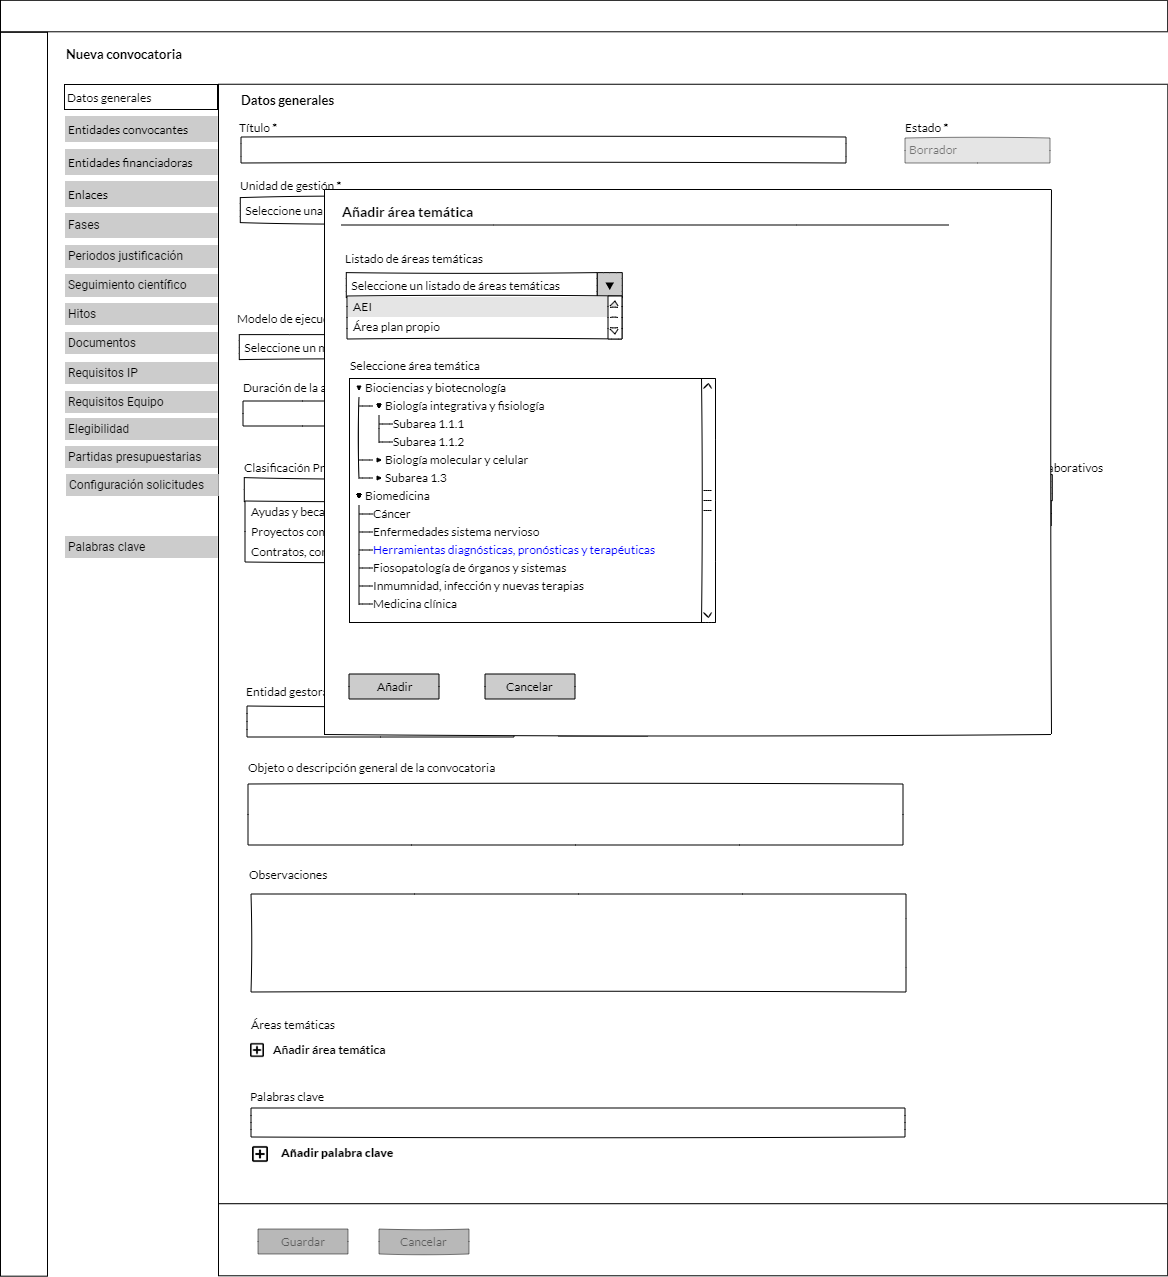 Nueva convocatoria
Datos generales
Entidades convocantes
Entidades financiadoras
Enlaces
Fases
Periodos justificación
Seguimiento científico
Hitos
Documentos
Requisitos IP
Requisitos Equipo
Elegibilidad
Partidas presupuestarias
Configuración solicitudes
Palabras clave
Datos generales
Título *
Estado *
Borrador
Unidad de gestión *
Seleccione una
Modelo de ejecu
Seleccione un
Duración de la
Clasificación Pr
aborativos
Ayudas y beca
Proyectos con
Contratos, con
Entidad gestor
Añadir área temática
Listado de áreas temáticas
Seleccione un listado de áreas temáticas
AEI
Área plan propio
Seleccione área temática
Biociencias y biotecnología
Biología integrativa y fisiología
Subarea 1.1.1
Subarea 1.1.2
Biología molecular y celular
Subarea 1.3
Biomedicina
Cáncer
Enfermedades sistema nervioso
Herramientas diagnósticas, pronósticas y terapéuticas
Fiosopatología de órganos y sistemas
Inmumnidad, infección y nuevas terapias
Medicina clínica
Añadir
Cancelar
Objeto o descripción general de la convocatoria
Observaciones
Áreas temáticas
Añadir área temática
Palabras clave
Añadir palabra clave
Guardar
Cancelar